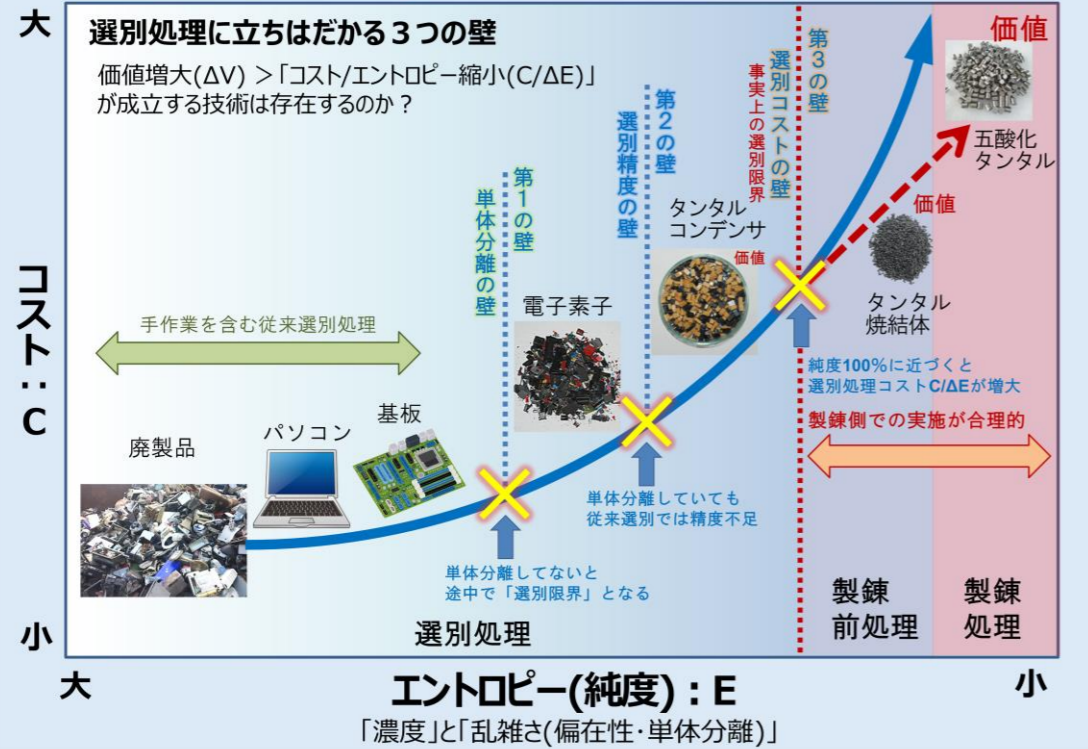 大
選別処理に立ちはだかる３つの壁
価値増大(ΔV) ＞「コスト/エントロピー縮小(C/ΔE)」
が成立する技術は存在するのか？
コスト：C
小
手作業を含む従来選別処理
廃製品
パソコン
基板
第１の壁
単体分離の壁
電子素子
第２の壁
選別精度の壁
タンタル
コンデンサ
価値
第３の壁
選別コストの壁
事実上の選別限界
価値
五酸化
タンタル
価値
タンタル
焼結体
純度100%に近づくと
選別処理コストC/ΔEが増大
製錬側での実施が合理的
単体分離していても
従来選別では精度不足
単体分離してないと
途中で「選別限界」となる
選別処理
製錬
前処理
製錬
処理
大
エントロピー(純度)：E
小
「濃度」と「乱雑さ(偏在性・単体分離)」